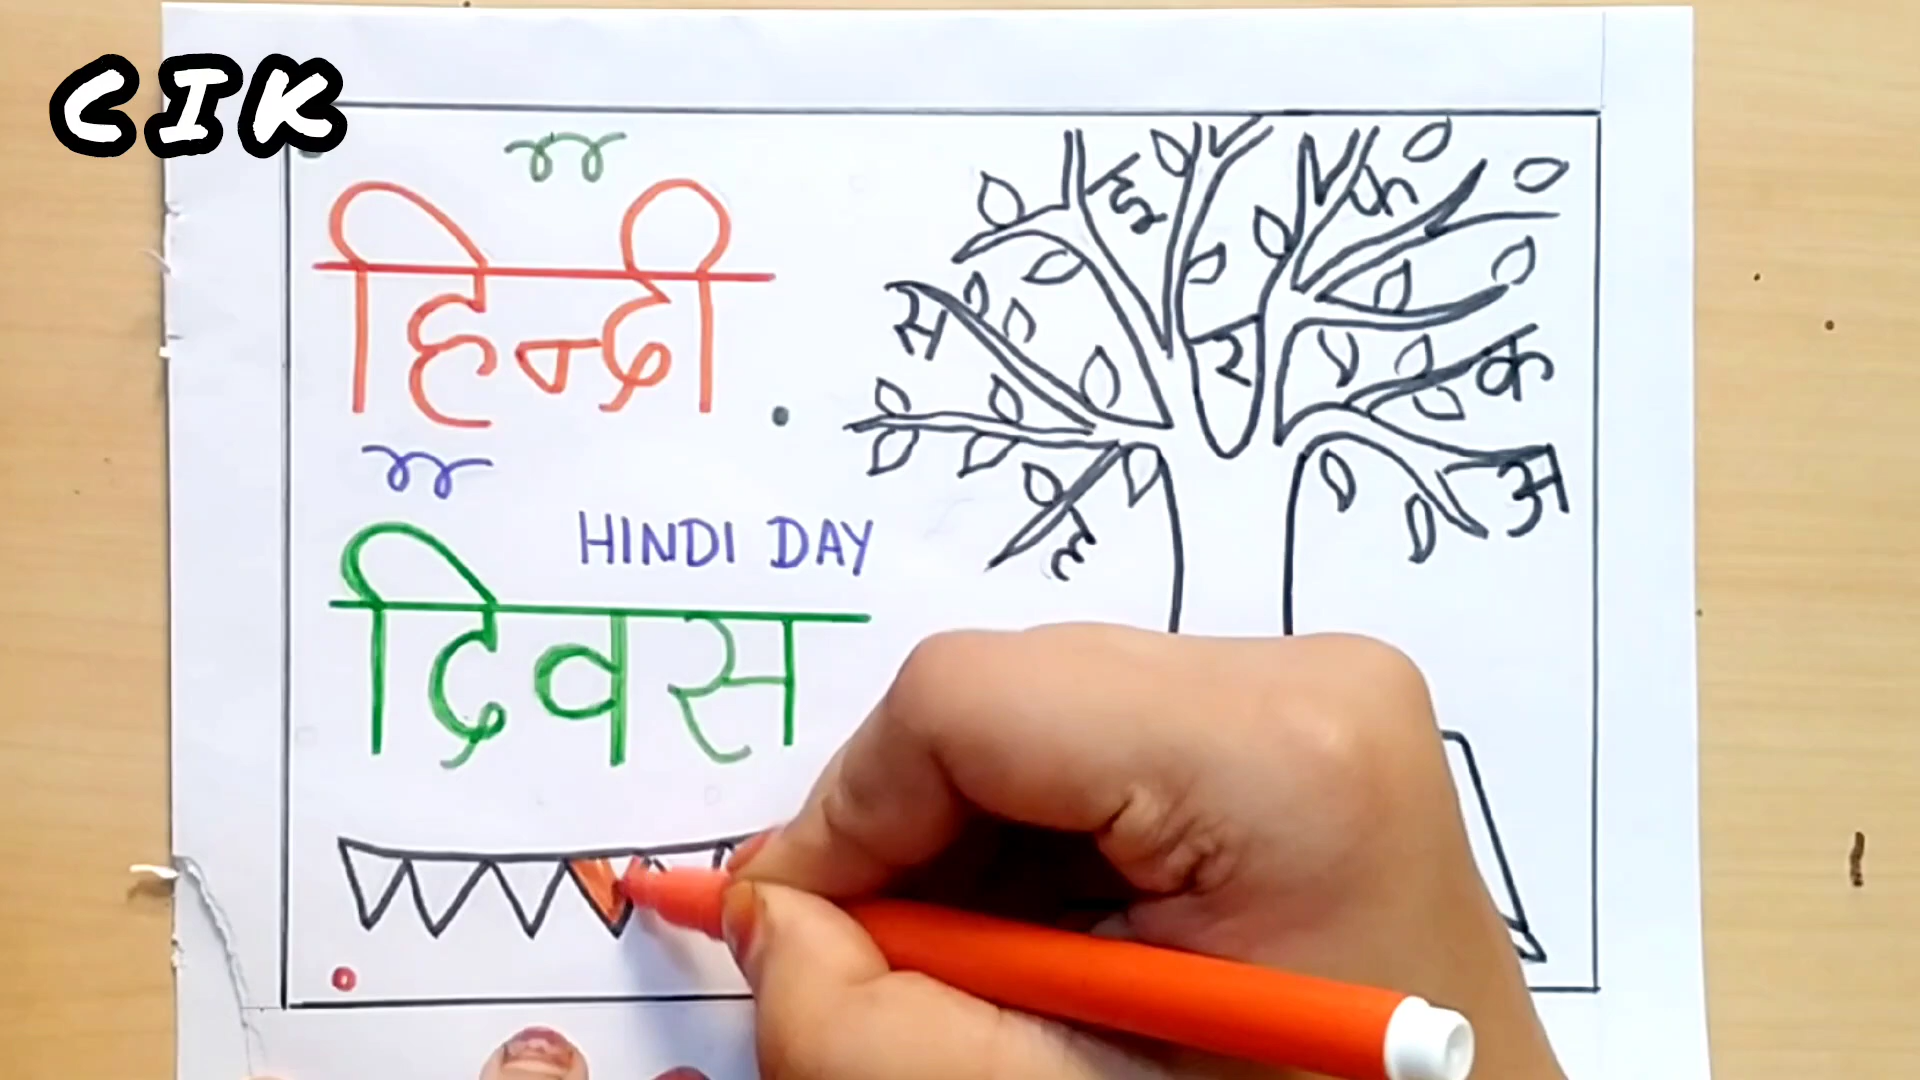 CIK
हिन्दी
HINDI DAY
दिवस
ह
क
स
र
क
अ
ह